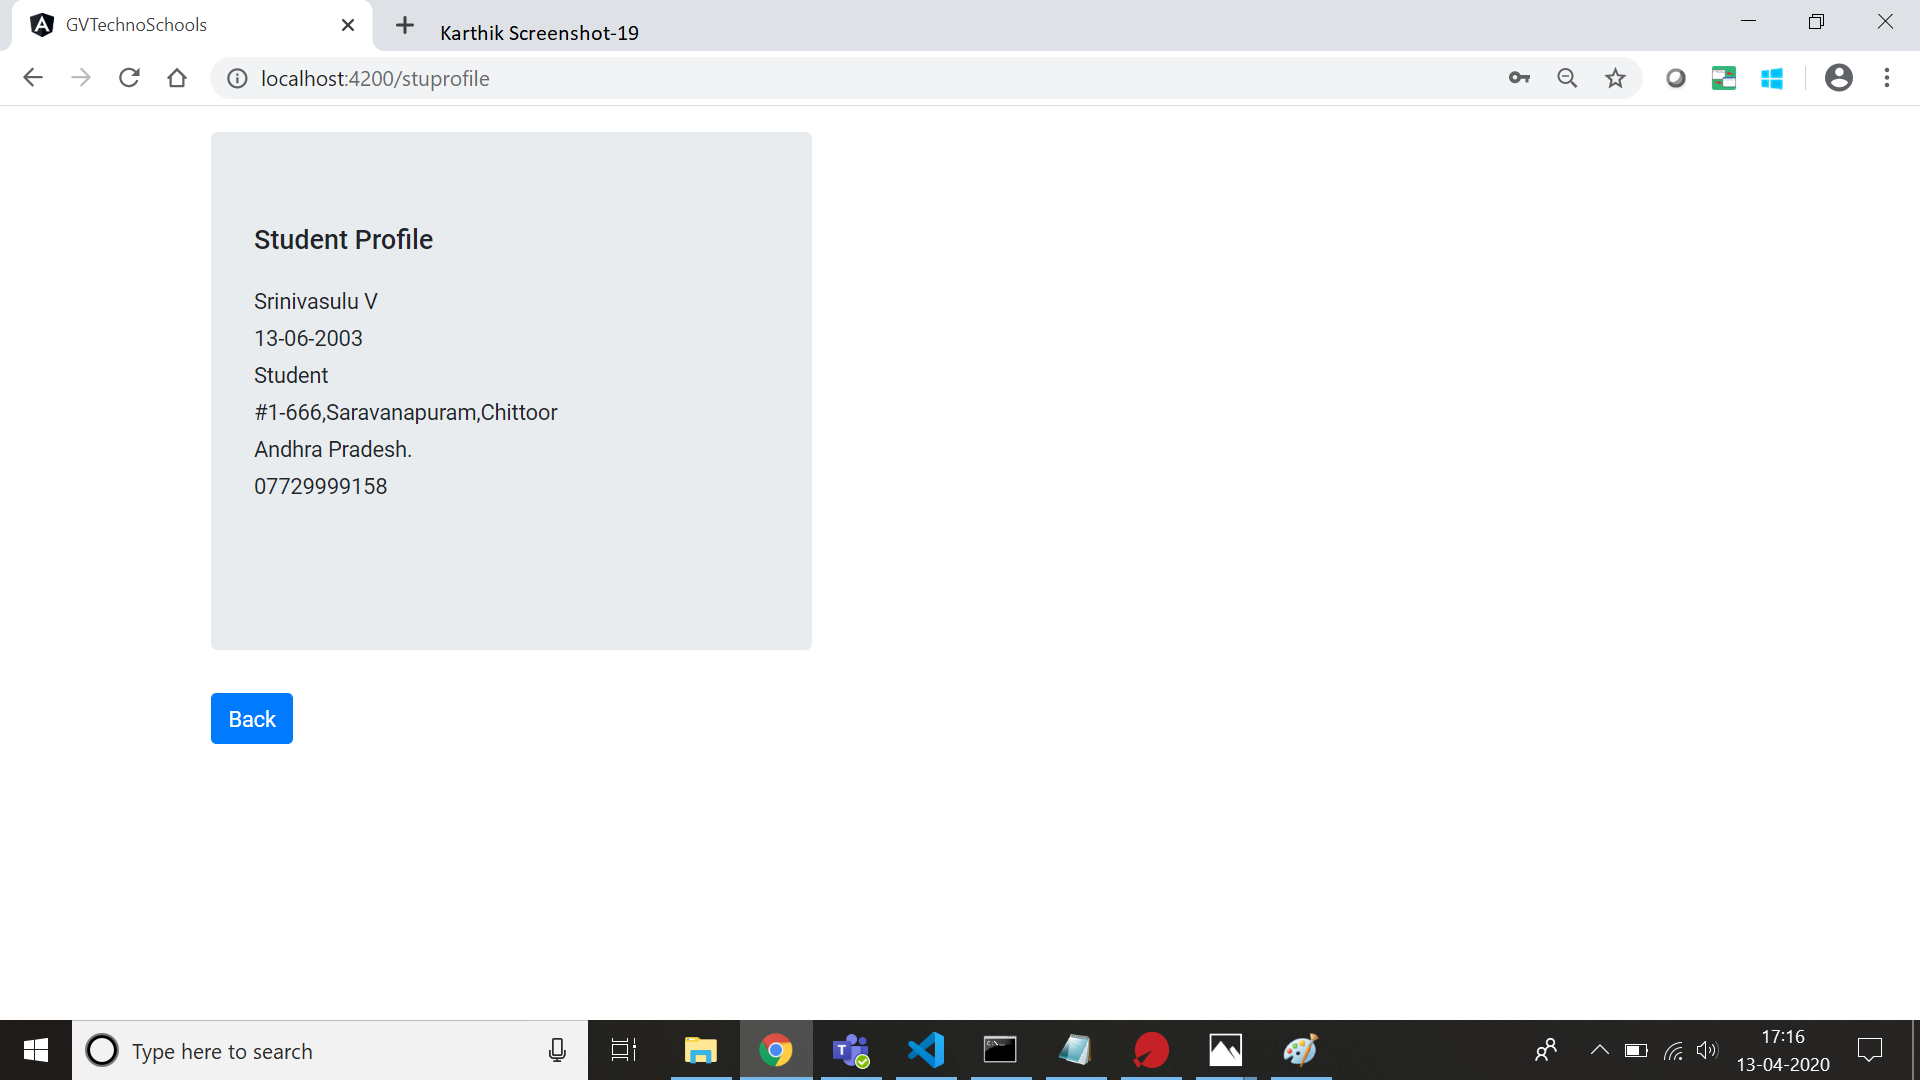 GVTechnoSchools
Karthik Screenshot-19
localhost:4200/stuprofile
Student Profile
Srinivasulu V
13-06-2003
Student
#1-666,Saravanapuram,Chittoor
Andhra Pradesh.
07729999158
Back
Type here to search
17:16
13-04-2020